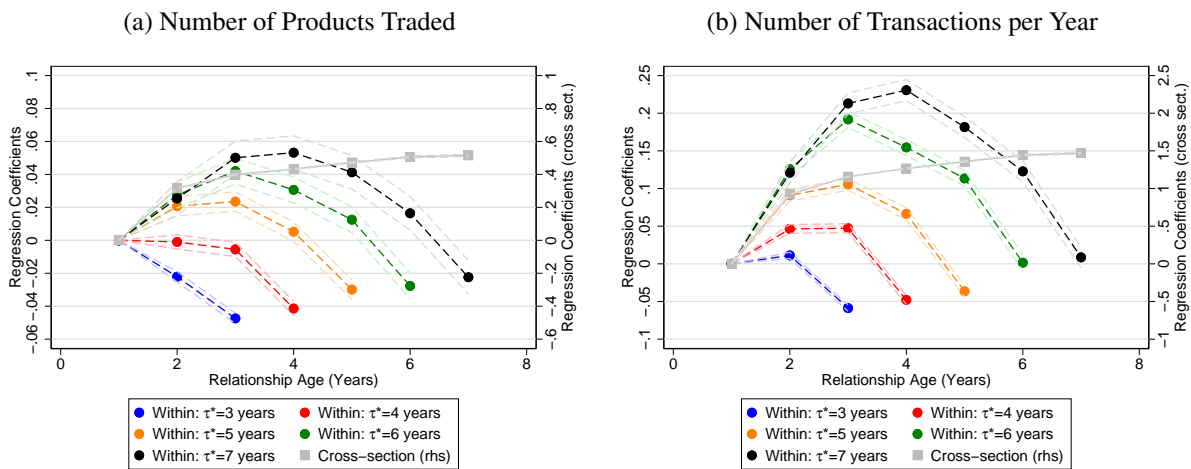 (a) Number of Products Traded
Regression Coefficients
.1
.08
.06
.04
.02
0
-.02
-.04
-.06
1
.8
.6
.4
.2
0
-.2
-.4
-.6
Regression Coefficients (cross sect.)
0 2 4 6 8
Relationship Age (Years)
Within: τ*=3 years Within: τ*=4 years
Within: τ*=5 years Within: τ*=6 years
Within: τ*=7 years Cross-section (rhs)
(b) Number of Transactions per Year
Regression Coefficients
.25
.2
.15
.1
.05
0
-.05
-.1
2.5
2
1.5
1
.5
0
-.5
-1
Regression Coefficients (cross sect.)
0 2 4 6 8
Relationship Age (Years)
Within: τ*=3 years Within: τ*=4 years
Within: τ*=5 years Within: τ*=6 years
Within: τ*=7 years Cross-section (rhs)